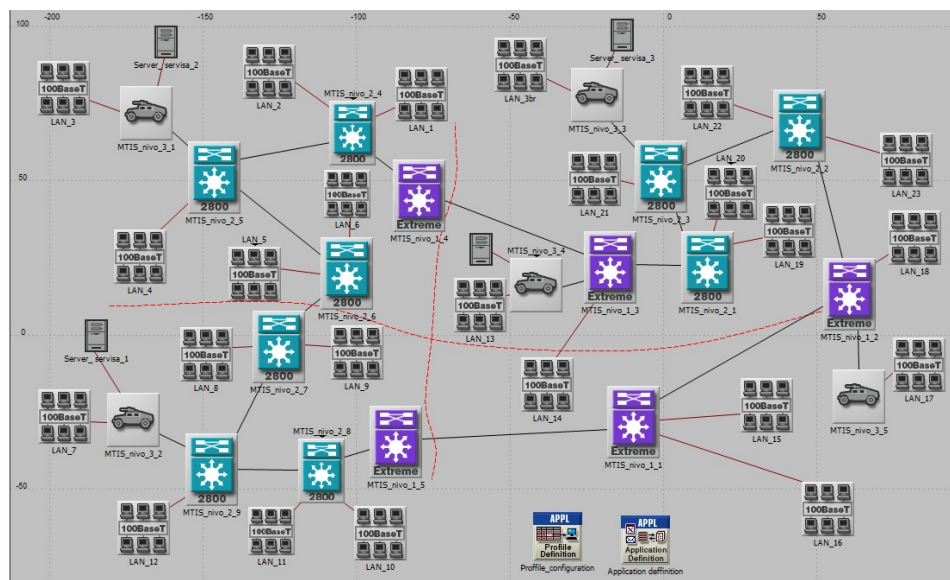 -200
-150
-100
-50
0
50
100
Server_ servisa_2
100BaseT
LAN_3
MTIS_nivo_3_1
100BaseT
LAN_2
MTIS_nivo_2_4
2800
100BaseT
LAN_1
100BaseT
LAN_3br
Server_ servisa_3
MTIS_nivo_3_3
100BaseT
LAN_22
2800
MTIS_nivo_2_2
50
2800
MTIS_nivo_2_5
100BaseT
LAN_6
Extreme
MTIS_nivo_1_4
100BaseT
LAN_21
2800
MTIS_nivo_2_3
LAN_20
100BaseT
100BaseT
LAN_23
100BaseT
LAN_4
LAN_5
100BaseT
2800
MTIS_nivo_2_6
MTIS_nivo_3_4
Extreme
MTIS_nivo_1_3
2800
MTIS_nivo_2_1
100BaseT
LAN_19
100BaseT
LAN_18
100BaseT
LAN_13
Extreme
MTIS_nivo_1_2
0
Server_servisa_1
100BaseT
LAN_8
2800
MTIS_nivo_2_7
100BaseT
LAN_9
100BaseT
LAN_14
100BaseT
LAN_17
MTIS_nivo_3_5
100BaseT
LAN_7
MTIS_nivo_3_2
MTIS_nivo_2_8
2800
Extreme
MTIS_nivo_1_5
Extreme
MTIS_nivo_1_1
100BaseT
LAN_15
-50
2800
MTIS_nivo_2_9
100BaseT
LAN_12
100BaseT
LAN_11
100BaseT
LAN_10
100BaseT
LAN_16
APPL
Profile
Definition
Proffile_configuration
APPL
Application
Definition
Application deffinition